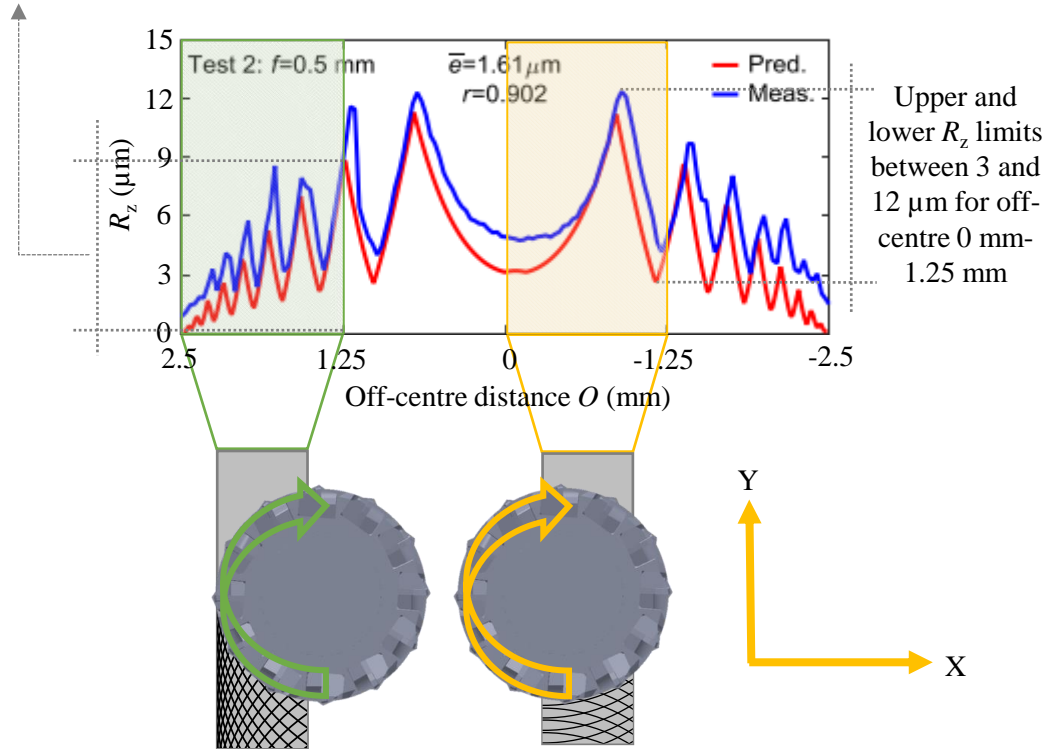 15
12
9
6
3
0
R_z (μm)
Test 2: f=0.5 mm
e̅=1.61μm
r=0.902
Pred.
Meas.
2.5
1.25
0
-1.25
-2.5
Off-centre distance O (mm)
Upper and
lower R_z limits
between 3 and
12 μm for off-
centre 0 mm-
1.25 mm
Y
X